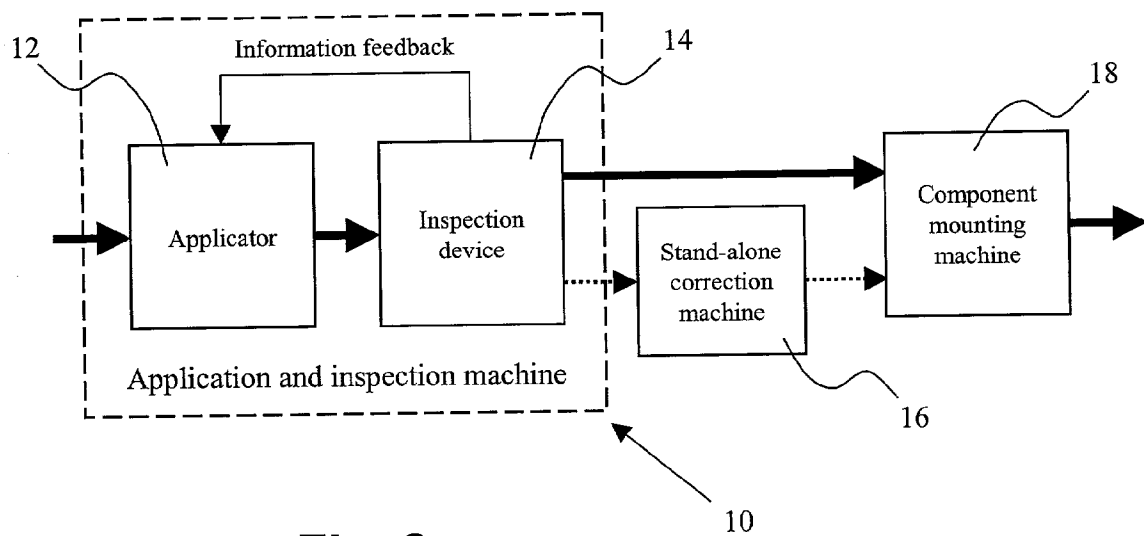 Information feedback
12
14
18
Applicator
Inspection
device
Component
mounting
machine
Stand-alone
correction
machine
Application and inspection machine
16
10